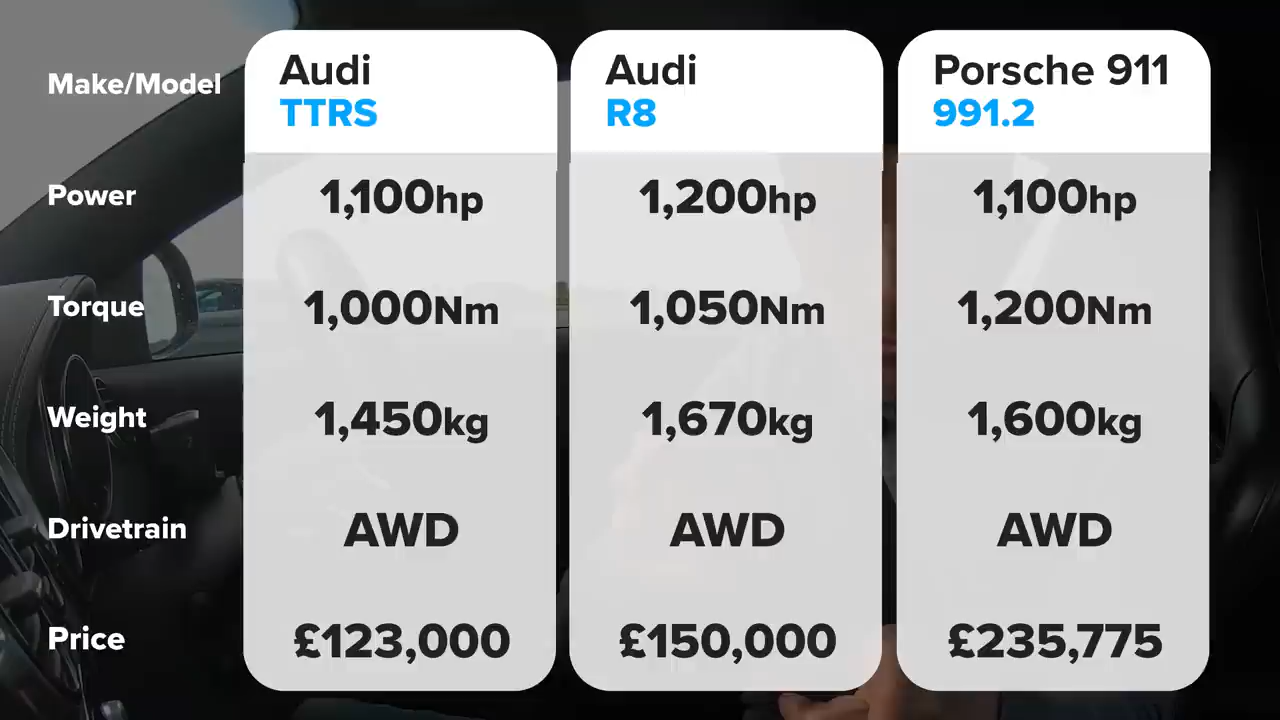 Make/Model
Audi
TTRS
Audi
R8
Porsche 911
991.2
Power
1,100hp
1,200hp
1,100hp
Torque
1,000Nm
1,050Nm
1,200Nm
Weight
1,450kg
1,670kg
1,600kg
Drivetrain
AWD
AWD
AWD
Price
£123,000
£150,000
£235,775